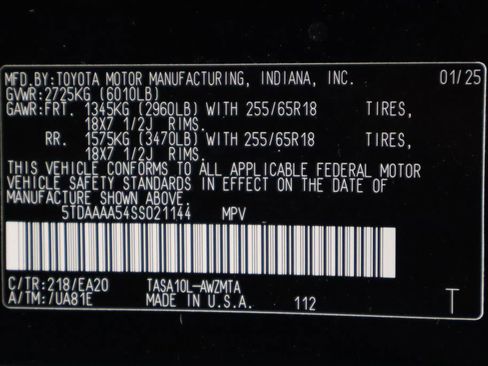 MFD.BY:TOYOTA MOTOR MANUFACTURING, INDIANA, INC. 01/25
GVWR:2725KG (6010LB)
GAWR:FRT. 1345KG (2960LB) WITH 255/65R18 TIRES,
18X7 1/2J RIMS.
RR. 1575KG (3470LB) WITH 255/65R18 TIRES,
18X7 1/2J RIMS.
THIS VEHICLE CONFORMS TO ALL APPLICABLE FEDERAL MOTOR
VEHICLE SAFETY STANDARDS IN EFFECT ON THE DATE OF
MANUFACTURE SHOWN ABOVE.
5TDAAAA54SS021144 MPV
C/TR:218/EA20 TASA10L-AWZMTA
A/TM:/UA81E MADE IN U.S.A. 112 T